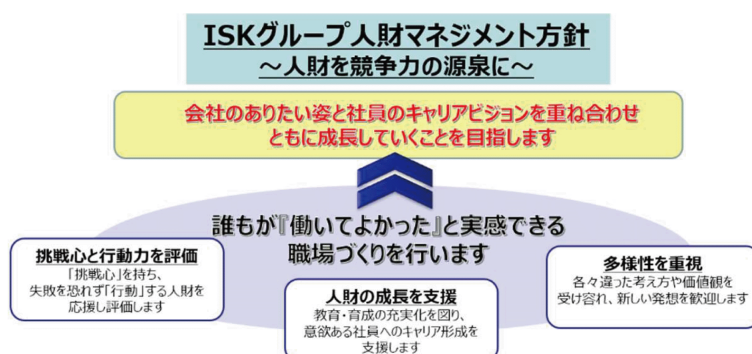 ISKグループ人財マネジメント方針
~人財を競争力の源泉に~
会社のありたい姿と社員のキャリアビジョンを重ね合わせ
ともに成長していくことを目指します
誰もが『働いてよかった』と実感できる
職場づくりを行います
挑戦心と行動力を評価
「挑戦心」を持ち、
失敗を恐れず「行動」する人財を
応援し評価します
人財の成長を支援
教育・育成の充実化を図り、
意欲ある社員へのキャリア形成を
支援します
多様性を重視
各々違った考え方や価値観を
受け容れ、新しい発想を歓迎します